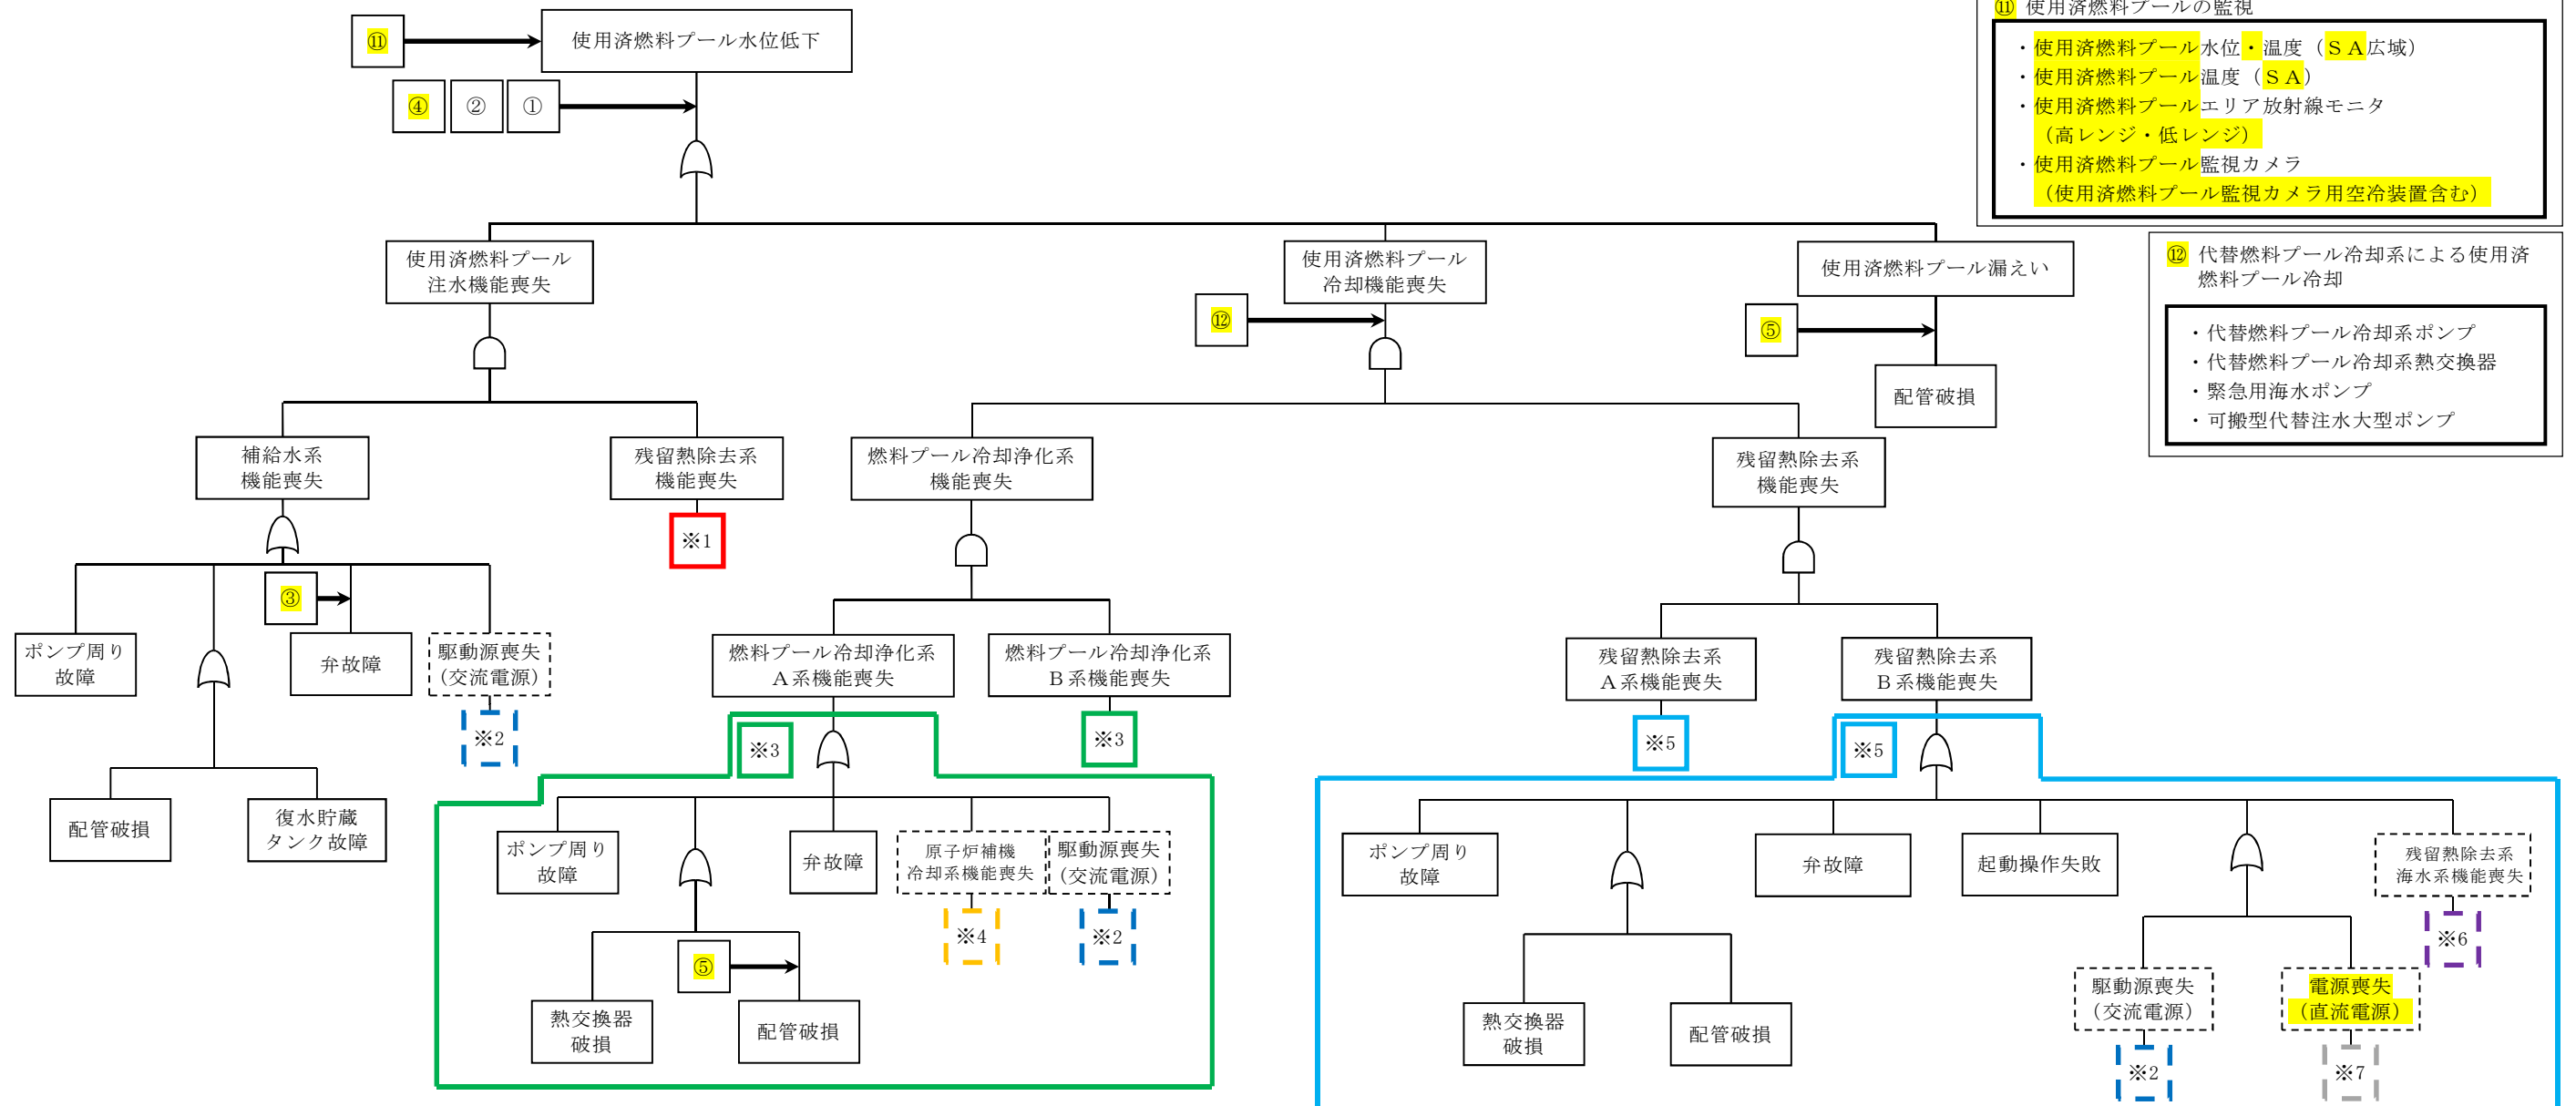 ⑪
使用済燃料プール水位低下
④
②
①
⑪ 使用済燃料プールの監視
・使用済燃料プール水位・温度（ＳＡ広域）
・使用済燃料プール温度（ＳＡ）
・使用済燃料プールエリア放射線モニタ
（高レンジ・低レンジ）
・使用済燃料プール監視カメラ
（使用済燃料プール監視カメラ用空冷装置含む）
⑫ 代替燃料プール冷却系による使用済
燃料プール冷却
・代替燃料プール冷却系ポンプ
・代替燃料プール冷却系熱交換器
・緊急用海水ポンプ
・可搬型代替注水大型ポンプ
使用済燃料プール
注水機能喪失
使用済燃料プール
冷却機能喪失
使用済燃料プール漏えい
⑫
⑤
配管破損
補給水系
機能喪失
残留熱除去系
機能喪失
※1
燃料プール冷却浄化系
機能喪失
残留熱除去系
機能喪失
③
ポンプ周り
故障
弁故障
駆動源喪失
（交流電源）
※2
配管破損
復水貯蔵
タンク故障
燃料プール冷却浄化系
Ａ系機能喪失
燃料プール冷却浄化系
Ｂ系機能喪失
※3
※3
ポンプ周り
故障
弁故障
原子炉補機
冷却系機能喪失
駆動源喪失
（交流電源）
※4
※2
⑤
熱交換器
破損
配管破損
残留熱除去系
Ａ系機能喪失
残留熱除去系
Ｂ系機能喪失
※5
※5
ポンプ周り
故障
弁故障
起動操作失敗
残留熱除去系
海水系機能喪失
※6
熱交換器
破損
配管破損
駆動源喪失
（交流電源）
電源喪失
（直流電源）
※2
※7